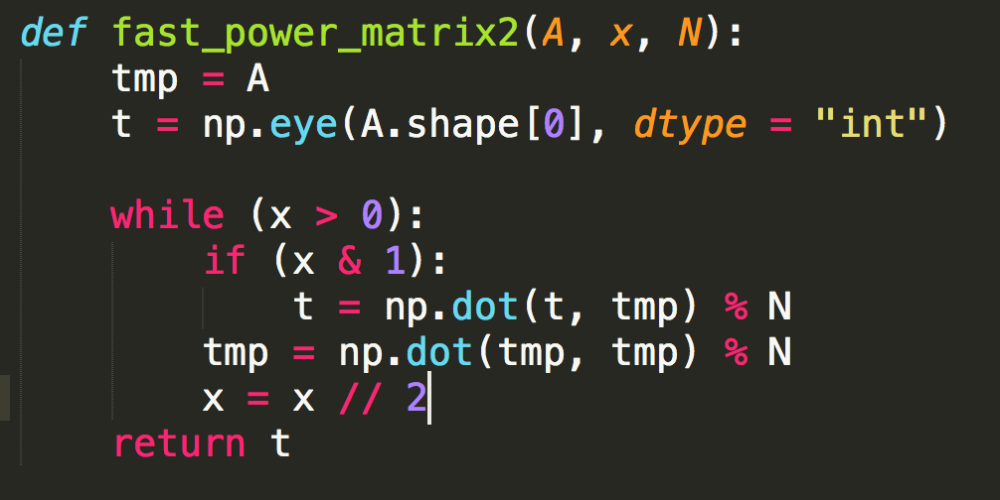 def fast_power_matrix2(A, x, N):
    tmp = A
    t = np.eye(A.shape[0], dtype = "int")

    while (x > 0):
        if (x & 1):
            t = np.dot(t, tmp) % N
        tmp = np.dot(tmp, tmp) % N
        x = x // 2
    return t